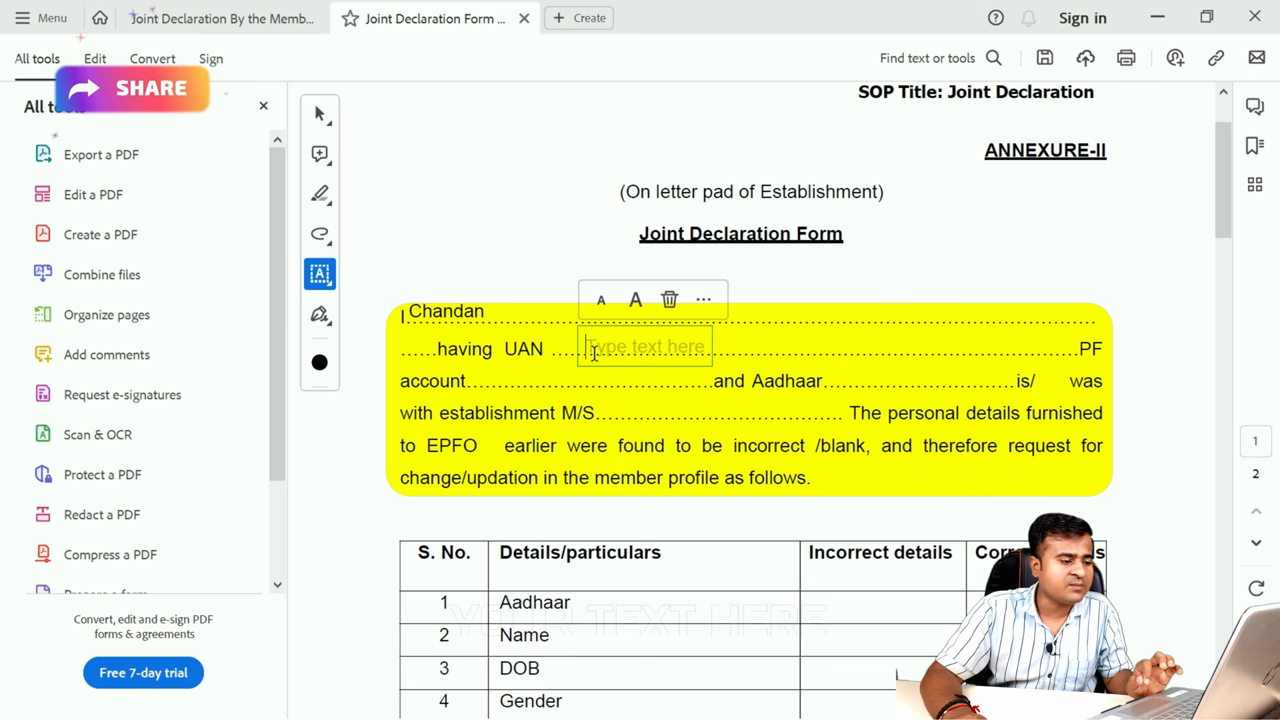 Menu
Joint Declaration By the Memb...
Joint Declaration Form ...
Create
Sign in
All tools
Edit
Convert
Sign
Find text or tools
SHARE
All t
Export a PDF
Edit a PDF
Create a PDF
Combine files
Organize pages
Add comments
Request e-signatures
Scan & OCR
Protect a PDF
Redact a PDF
Compress a PDF
Convert, edit and e-sign PDF
forms & agreements
Free 7-day trial
SOP Title: Joint Declaration
ANNEXURE-II
(On letter pad of Establishment)
Joint Declaration Form
A A ...
I Chandan
......having UAN ...... Type text here ......PF
account......and Aadhaar......is/ was
with establishment M/S...... The personal details furnished
to EPFO earlier were found to be incorrect /blank, and therefore request for
change/updation in the member profile as follows.
S. No. Details/particulars Incorrect details Corr s
1 Aadhaar
2 Name
3 DOB
4 Gender
YOUR TEXT HERE
1
2